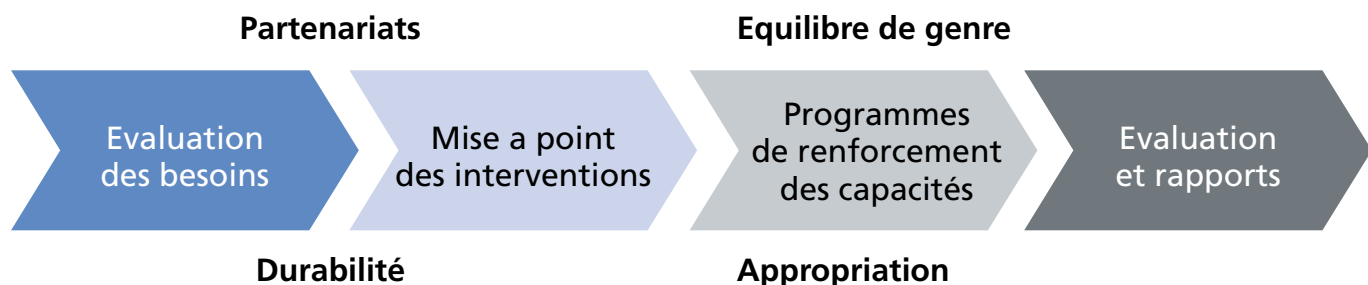 Partenariats
Equilibre de genre
Evaluation
des besoins
Mise a point
des interventions
Programmes
de renforcement
des capacités
Evaluation
et rapports
Durabilité
Appropriation